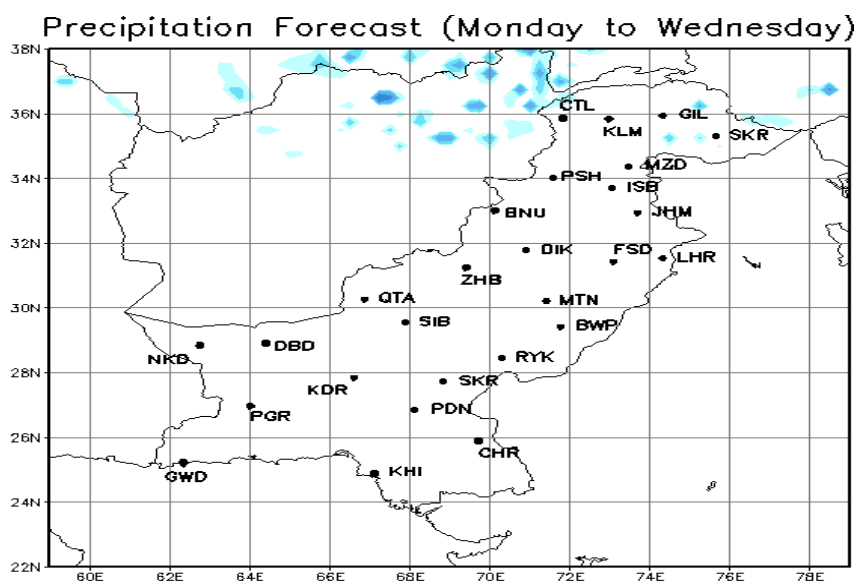 Precipitation Forecast (Monday to Wednesday)
38N
36N
CTL
KLM
GIL
SKR
34N
PSH
MZD
ISB
BNU
JHM
32N
DIK
FSD
LHR
ZHB
30N
QTA
MTN
SIB
BWP
NKD
DBD
RYK
28N
KDR
SKR
PGR
PDN
26N
CHR
GWD
KHI
24N
22N
60E 62E 64E 66E 68E 70E 72E 74E 76E 78E